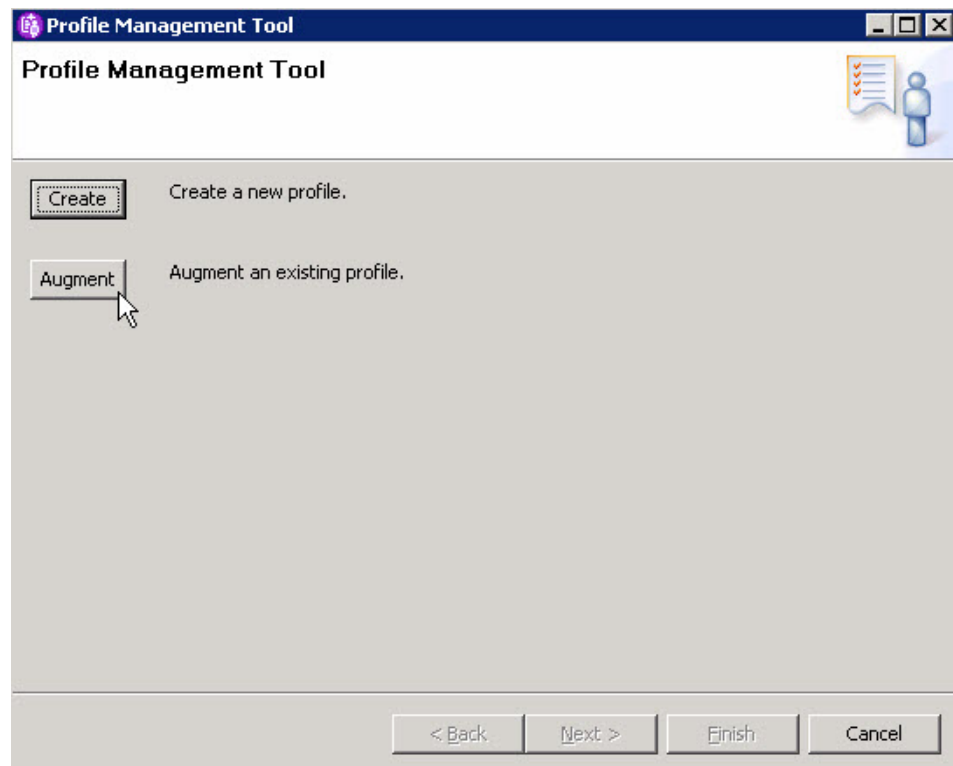 Profile Management Tool
Profile Management Tool
Create Create a new profile.
Augment Augment an existing profile.
< Back Next > Finish Cancel